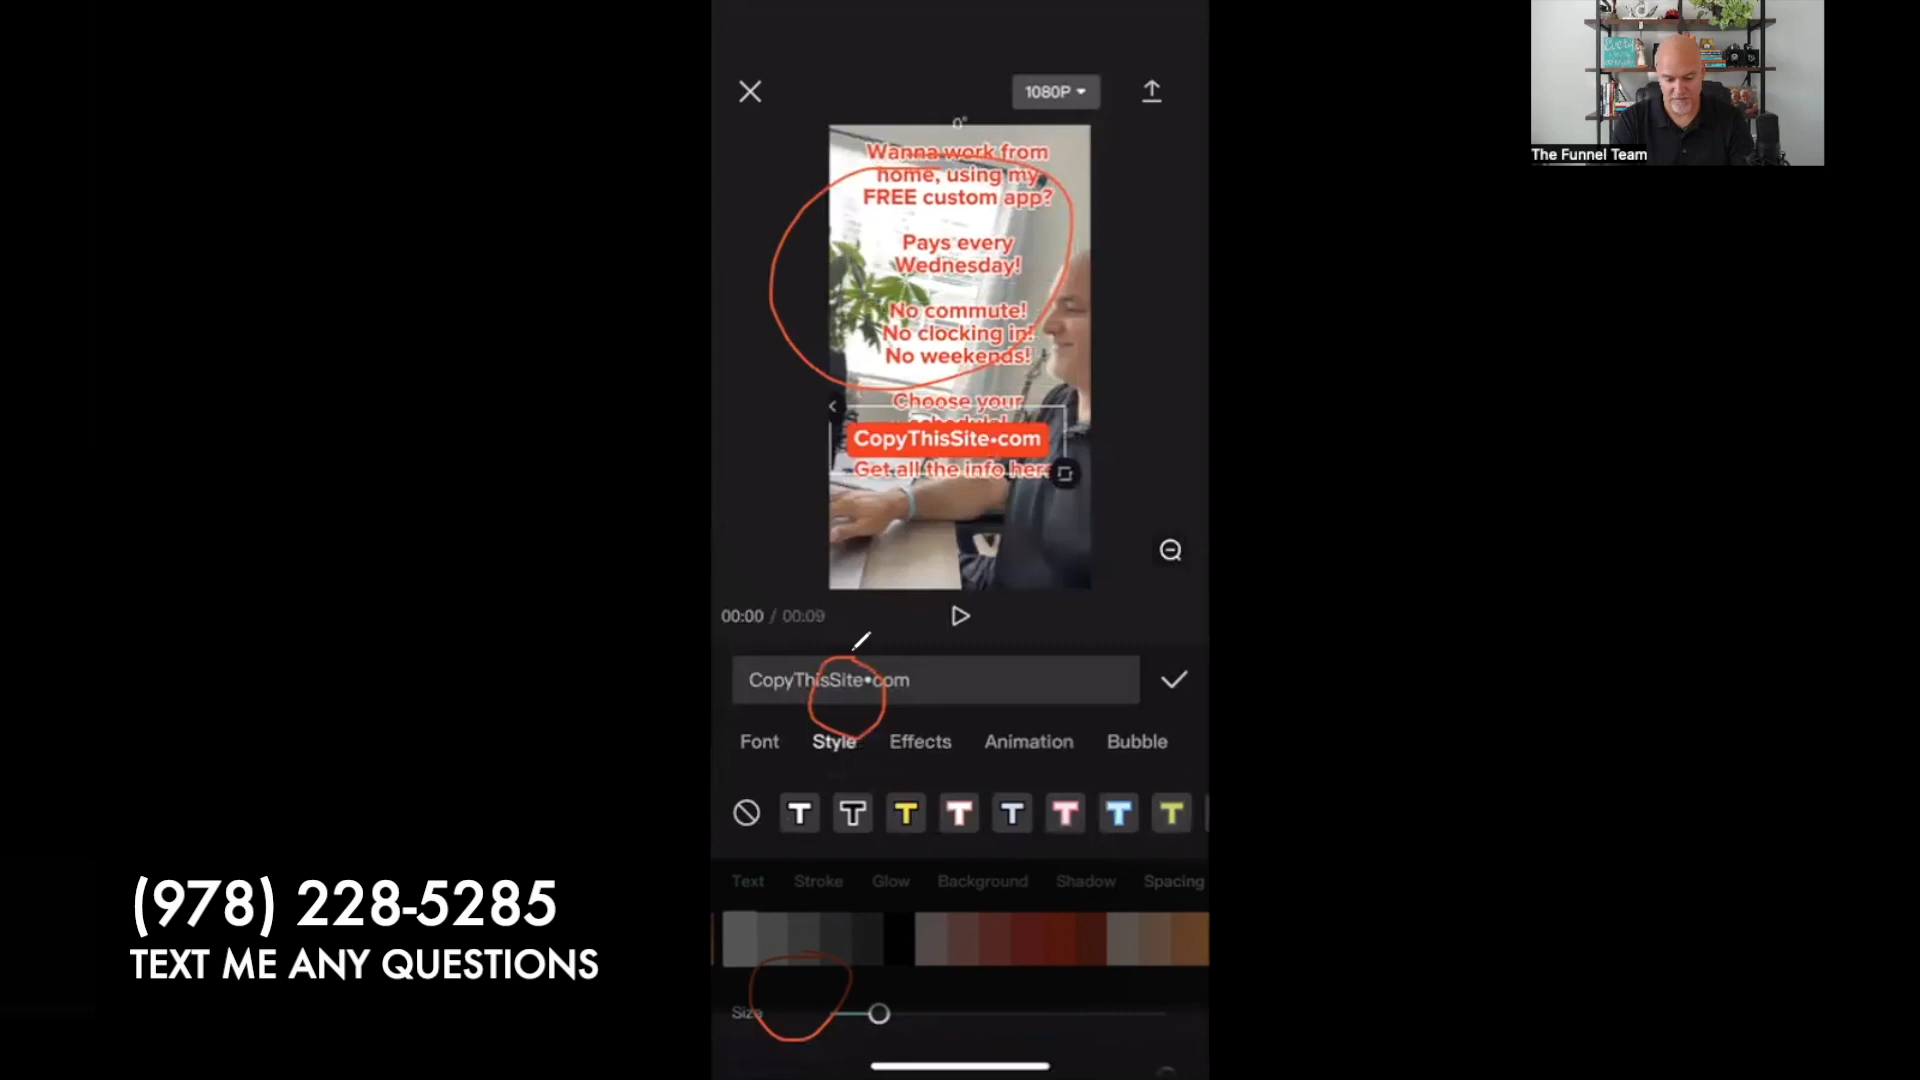 1080P
0°
Wanna work from
home, using my
FREE custom app?
Pays every
Wednesday!
No commute!
No clocking in!
No weekends!
Choose your
schedule!
CopyThisSite•com
Get all the info here
00:00 / 00:09
CopyThisSite•com
Font Style Effects Animation Bubble
T T T T T T T T
Text Stroke Glow Background Shadow Spacing
Size
The Funnel Team
(978) 228-5285
TEXT ME ANY QUESTIONS